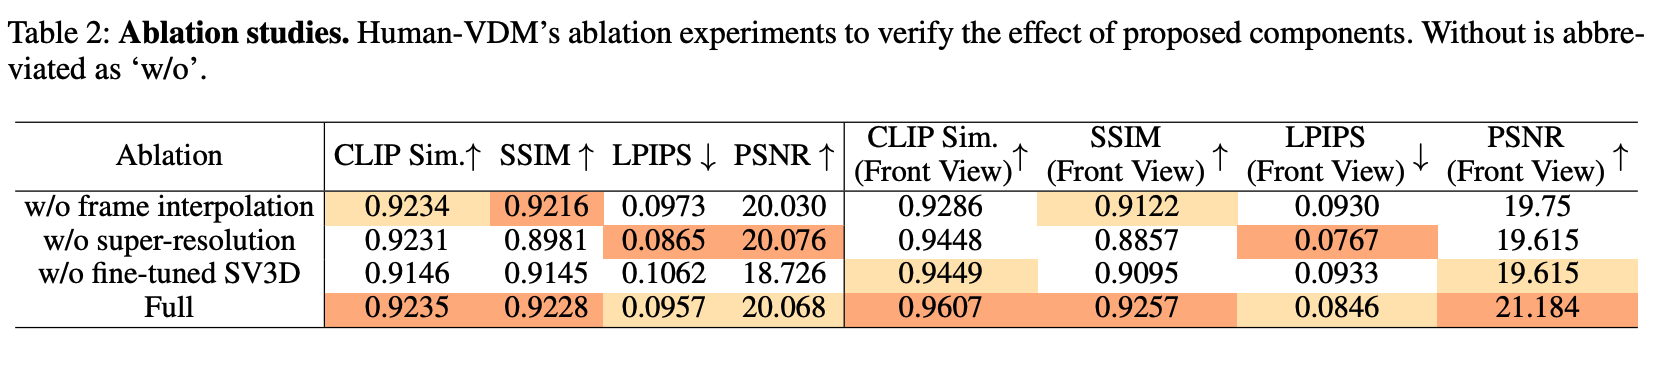 Table 2: Ablation studies. Human-VDM's ablation experiments to verify the effect of proposed components. Without is abbre-
viated as 'w/o'.
Ablation CLIP Sim.↑ SSIM ↑ LPIPS ↓ PSNR ↑ CLIP Sim. (Front View) ↑ SSIM (Front View) ↑ LPIPS (Front View) ↓ PSNR (Front View) ↑
w/o frame interpolation 0.9234 0.9216 0.0973 20.030 0.9286 0.9122 0.0930 19.75
w/o super-resolution 0.9231 0.8981 0.0865 20.076 0.9448 0.8857 0.0767 19.615
w/o fine-tuned SV3D 0.9146 0.9145 0.1062 18.726 0.9449 0.9095 0.0933 19.615
Full 0.9235 0.9228 0.0957 20.068 0.9607 0.9257 0.0846 21.184